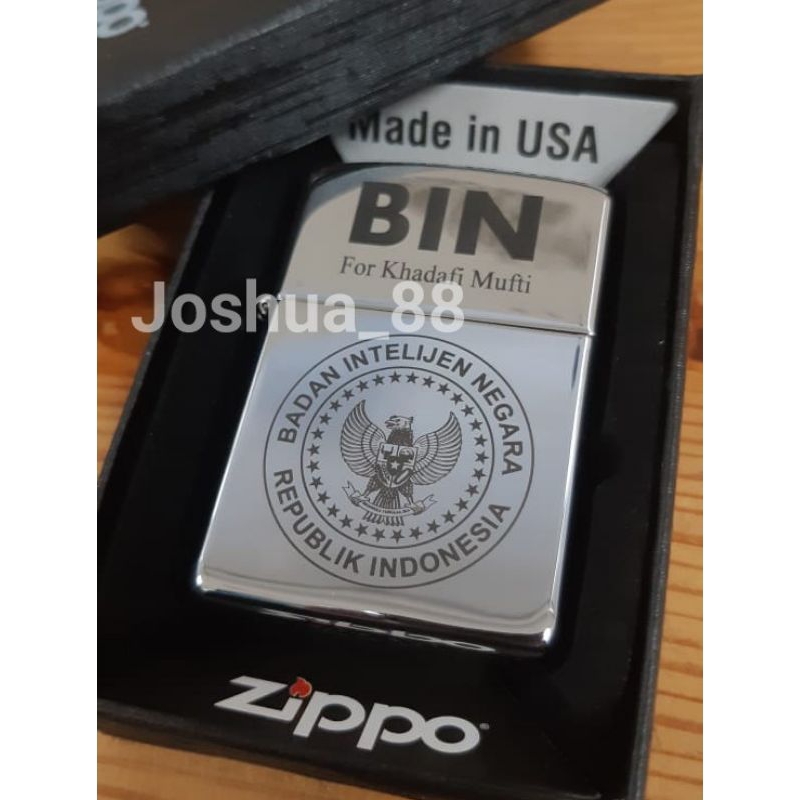 Made in USA
BIN
For Khadafi Mufti
Joshua_88
BADAN INTELIJEN NEGARA
REPUBLIK INDONESIA
zippo